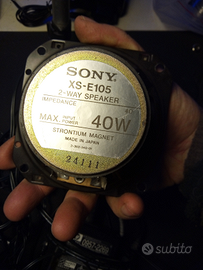 SONY
XS-E105
2-WAY SPEAKER
IMPEDANCE
MAX. INPUT POWER 40W
STRONTIUM MAGNET
MADE IN JAPAN
24111
subito